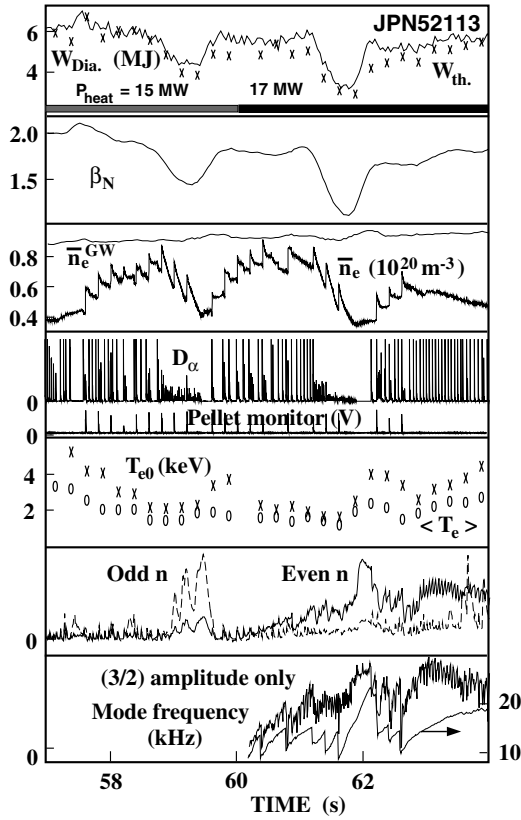 JPN52113
6
4
W_Dia. (MJ)
W_th.
P_heat = 15 MW
17 MW
2.0
1.5
β_N
0.8
0.6
0.4
n̅_e^GW
n̅_e (10^20 m^-3)
D_α
0
Pellet monitor (V)
0
T_e0 (keV)
4
2
< T_e >
Odd n
Even n
0
(3/2) amplitude only
Mode frequency
(kHz)
20
10
0
58
60
62
TIME (s)